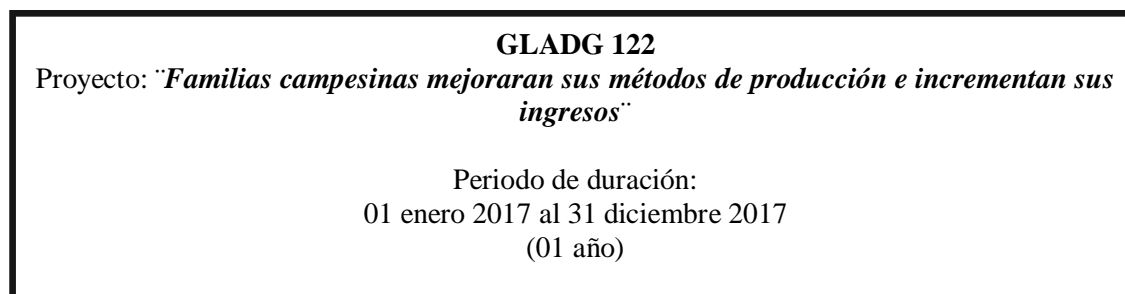 GLADG 122
Proyecto: ¨Familias campesinas mejoraran sus métodos de producción e incrementan sus
ingresos¨
Periodo de duración:
01 enero 2017 al 31 diciembre 2017
(01 año)